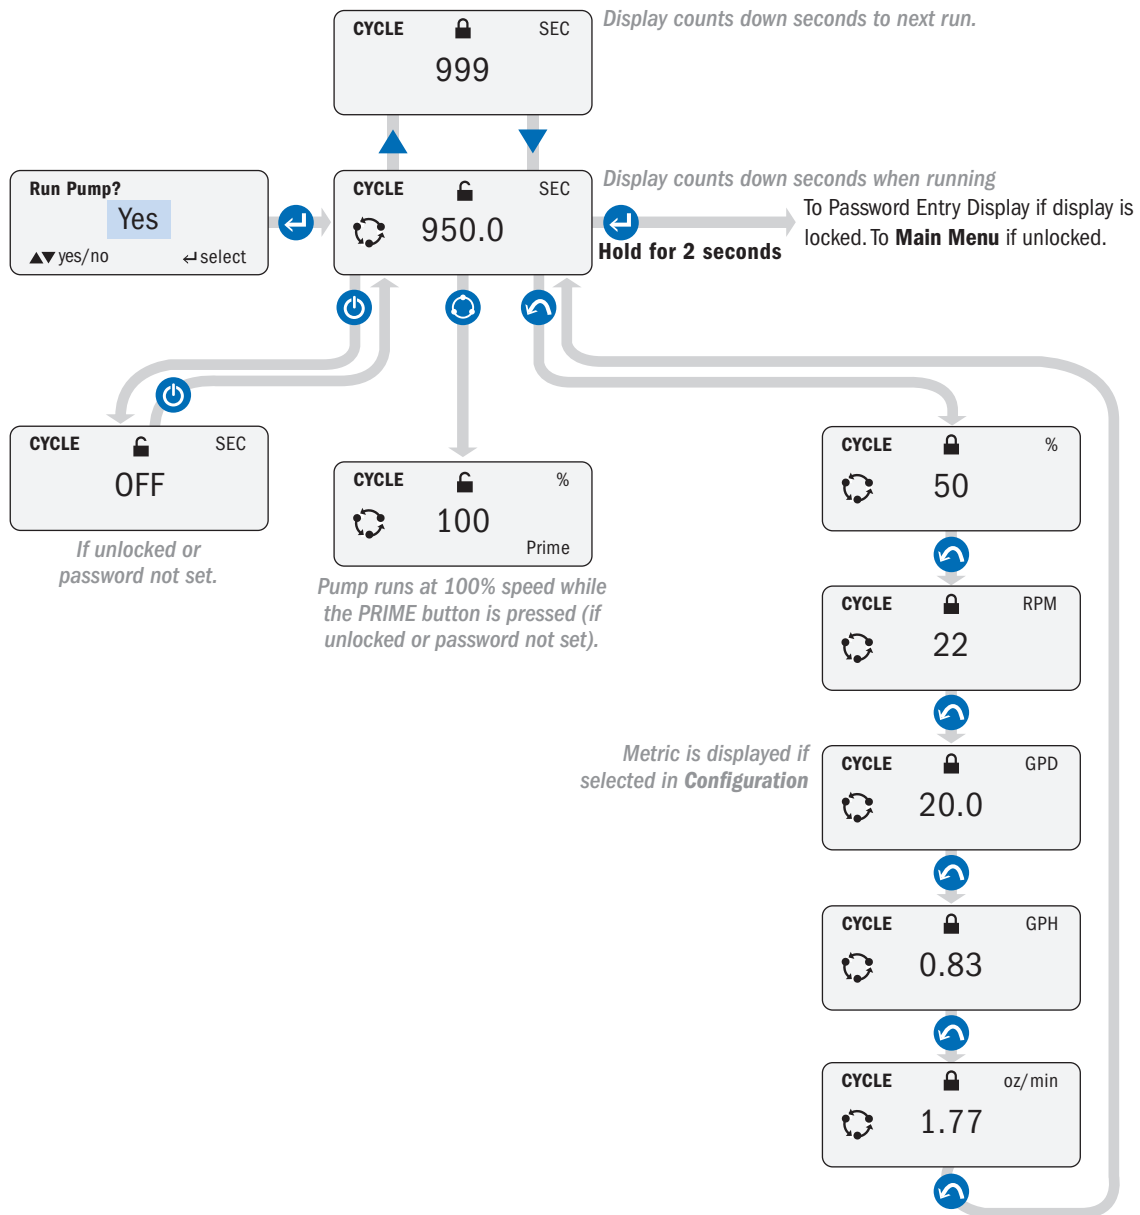 Display counts down seconds to next run.
CYCLE SEC
999
Run Pump?
Yes
▲▼ yes/no ↵ select
CYCLE SEC
950.0
Display counts down seconds when running
To Password Entry Display if display is
locked. To Main Menu if unlocked.
Hold for 2 seconds
CYCLE SEC
OFF
If unlocked or
password not set.
CYCLE %
100
Prime
Pump runs at 100% speed while
the PRIME button is pressed (if
unlocked or password not set).
CYCLE %
50
CYCLE RPM
22
Metric is displayed if
selected in Configuration
CYCLE GPD
20.0
CYCLE GPH
0.83
CYCLE oz/min
1.77